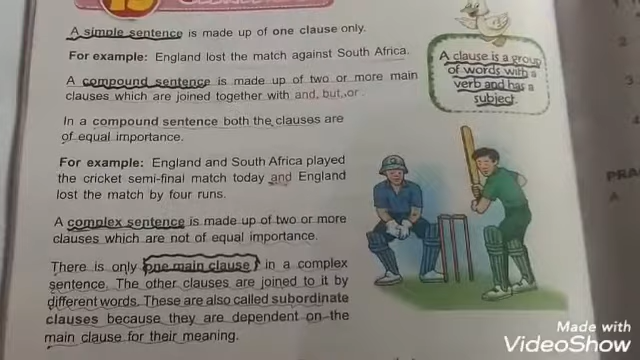 A simple sentence is made up of one clause only.
For example: England lost the match against South Africa.
A compound sentence is made up of two or more main
clauses which are joined together with and, but, or.
In a compound sentence both the clauses are
of equal importance.
For example: England and South Africa played
the cricket semi-final match today and England
lost the match by four runs.
A complex sentence is made up of two or more
clauses which are not of equal importance.
There is only one main clause in a complex
sentence. The other clauses are joined to it by
different words. These are also called subordinate
clauses because they are dependent on the
main clause for their meaning.
A clause is a group
of words with a
verb and has a
subject.
PRA
A
Made with
VideoShow